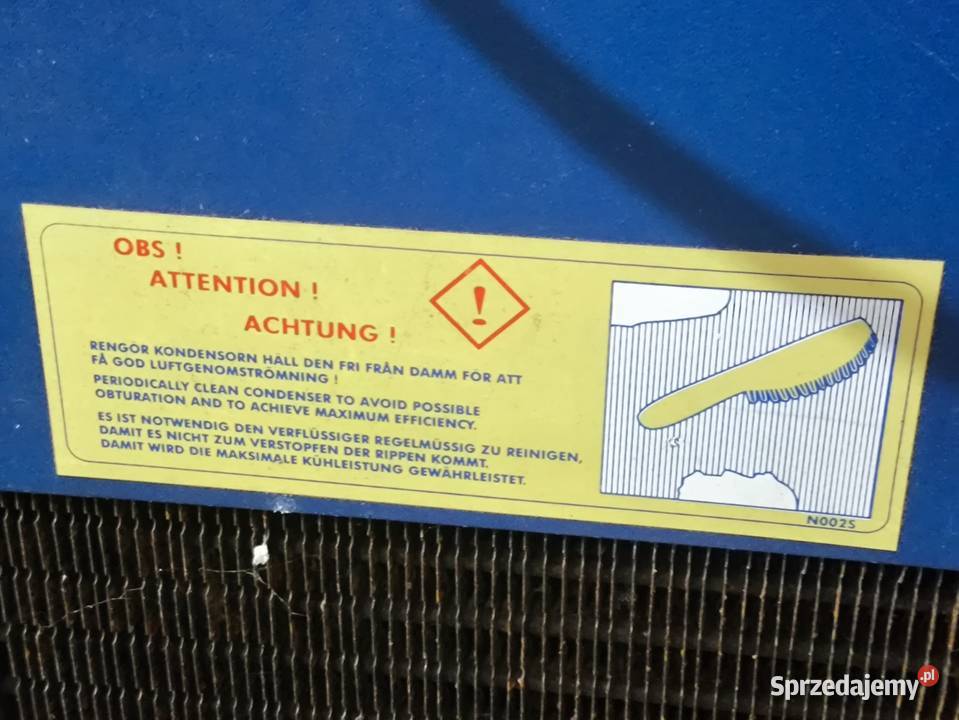 OBS !
ATTENTION !
ACHTUNG !
!
RENGÖR KONDENSORN HÅLL DEN FRI FRÅN DAMM FÖR ATT
FÅ GOD LUFTGENOMSTRÖMNING !
PERIODICALLY CLEAN CONDENSER TO AVOID POSSIBLE
OBTURATION AND TO ACHIEVE MAXIMUM EFFICENCY.
ES IST NOTWENDIG DEN VERFLÜSSIGER REGELMÜSSIG ZU REINIGEN,
DAMIT ES NICHT ZUM VERSTOPFEN DER RIPPEN KOMMT.
DAMIT WIRD DIE MAKSIMALE KÜHLEISTUNG GEWÄHRLEISTET.
N002S
Sprzedajemy.pl